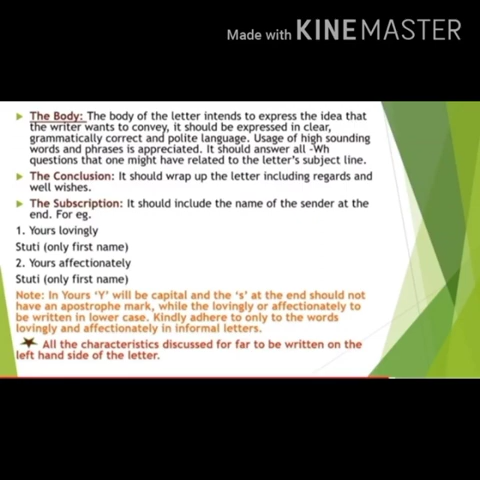 Made with KINEMASTER
The Body: The body of the letter intends to express the idea that
the writer wants to convey, it should be expressed in clear,
grammatically correct and polite language. Usage of high sounding
words and phrases is appreciated. It should answer all -Wh
questions that one might have related to the letter's subject line.
The Conclusion: It should wrap up the letter including regards and
well wishes.
The Subscription: It should include the name of the sender at the
end. For eg.
1. Yours lovingly
Stuti (only first name)
2. Yours affectionately
Stuti (only first name)
Note: In Yours 'Y' will be capital and the 's' at the end should not
have an apostrophe mark, while the lovingly or affectionately to
be written in lower case. Kindly adhere to only to the words
lovingly and affectionately in informal letters.
All the characteristics discussed for far to be written on the
left hand side of the letter.